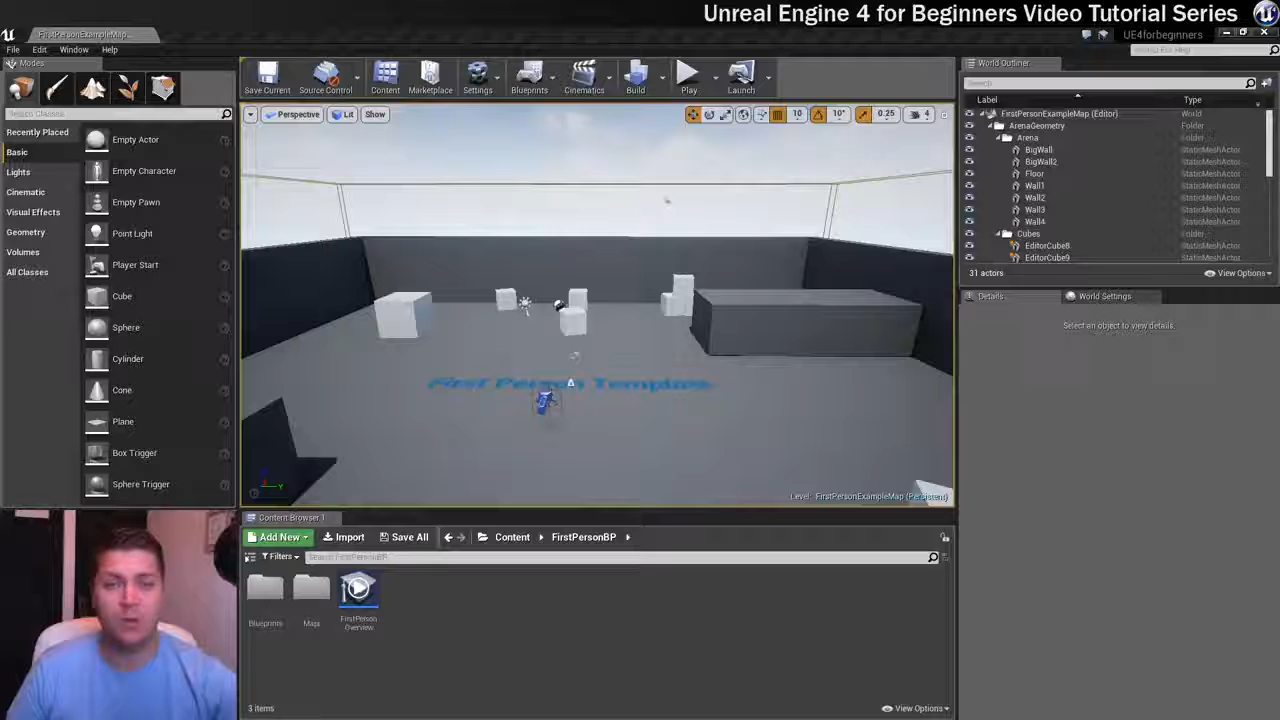 Unreal Engine 4 for Beginners Video Tutorial Series
FirstPersonExampleMap...
UE4forbeginners
File Edit Window Help
Modes
World Outliner
Save Current Source Control Content Marketplace Settings Blueprints Cinematics Build Play Launch
Search Classes
Search
Label Type
Perspective Lit Show 10 10° 0.25 4
Recently Placed
Basic
Lights
Cinematic
Visual Effects
Geometry
Volumes
All Classes
Empty Actor
Empty Character
Empty Pawn
Point Light
Player Start
Cube
Sphere
Cylinder
Cone
Plane
Box Trigger
Sphere Trigger
FirstPersonExampleMap (Editor) World
ArenaGeometry Folder
Arena Folder
BigWall StaticMeshActor
BigWall2 StaticMeshActor
Floor StaticMeshActor
Wall1 StaticMeshActor
Wall2 StaticMeshActor
Wall3 StaticMeshActor
Wall4 StaticMeshActor
Cubes Folder
EditorCube8 StaticMeshActor
EditorCube9 StaticMeshActor
31 actors View Options
Details World Settings
Select an object to view details.
First Person Template
Level: FirstPersonExampleMap (Persistent)
Content Browser 1
Add New Import Save All Content FirstPersonBP
Filters Search FirstPersonBP
Blueprints Maps FirstPerson
Overview
3 items View Options